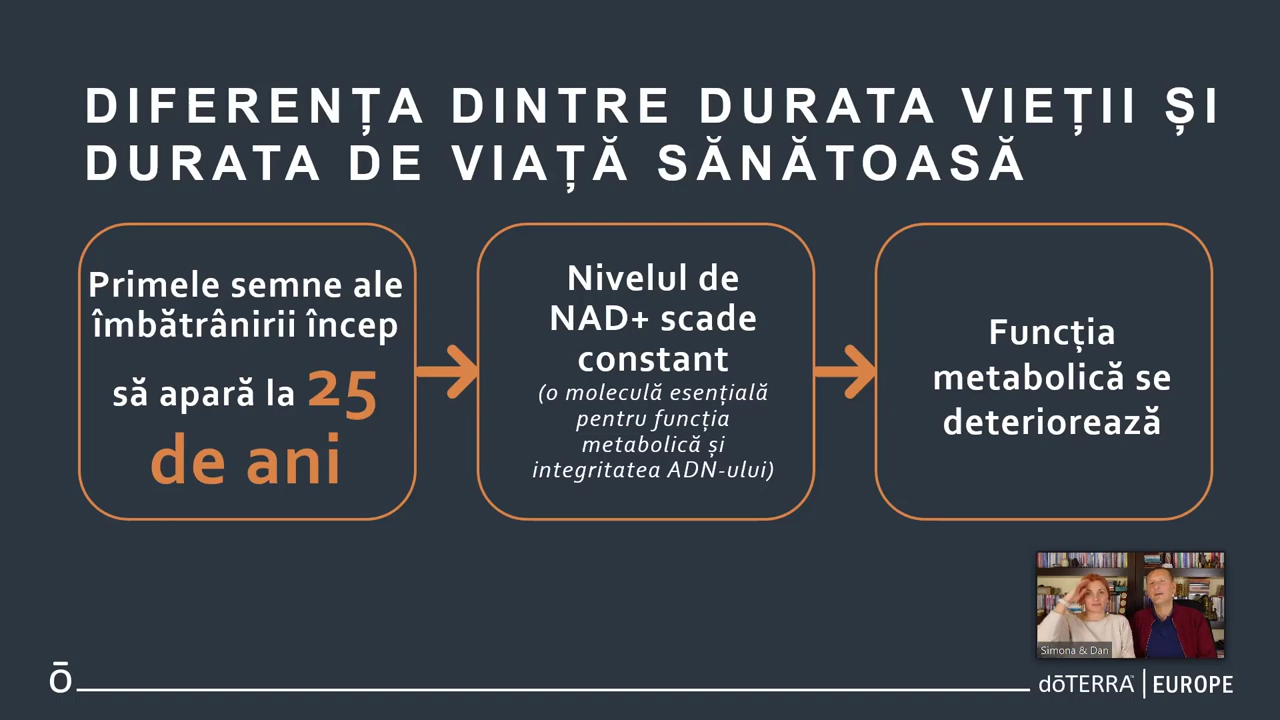 DIFERENȚA DINTRE DURATA VIEȚII ȘI
DURATA DE VIAȚĂ SĂNĂTOASĂ
Primele semne ale
îmbătrânirii încep
să apară la 25
de ani
Nivelul de
NAD+ scade
constant
(o moleculă esențială
pentru funcția
metabolică și
integritatea ADN-ului)
Funcția
metabolică se
deteriorează
Simona & Dan
ō
dōTERRA | EUROPE